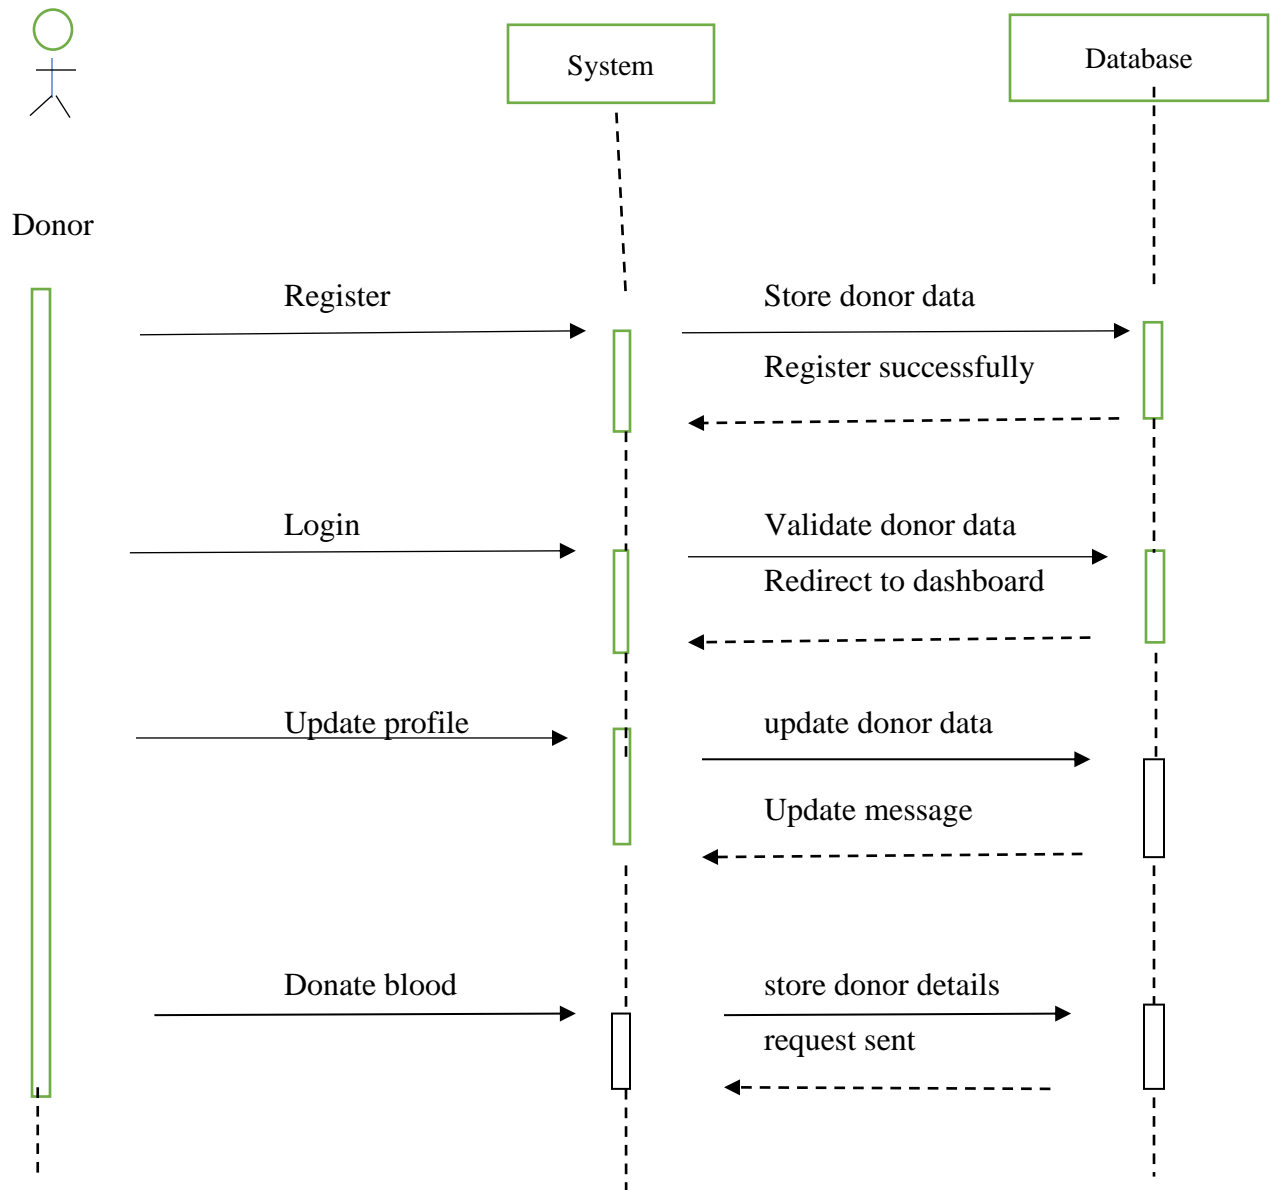 System
Database
Donor
Register
Store donor data
Register successfully
Login
Validate donor data
Redirect to dashboard
Update profile
update donor data
Update message
Donate blood
store donor details
request sent